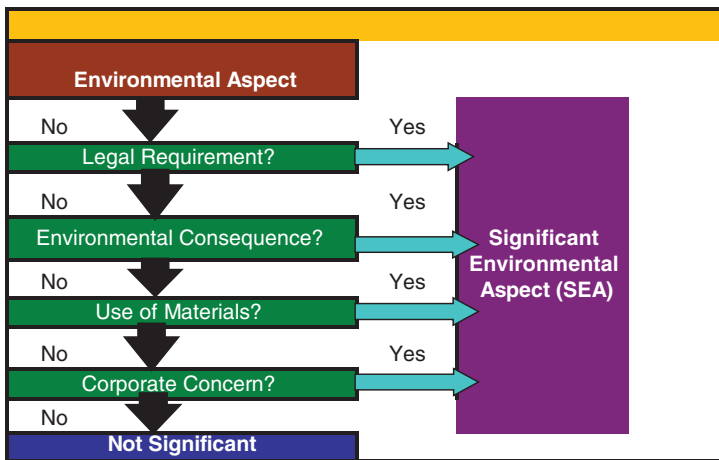 Environmental Aspect
No
Yes
Legal Requirement?
No
Yes
Environmental Consequence?
Significant
Environmental
Aspect (SEA)
No
Yes
Use of Materials?
No
Yes
Corporate Concern?
No
Not Significant